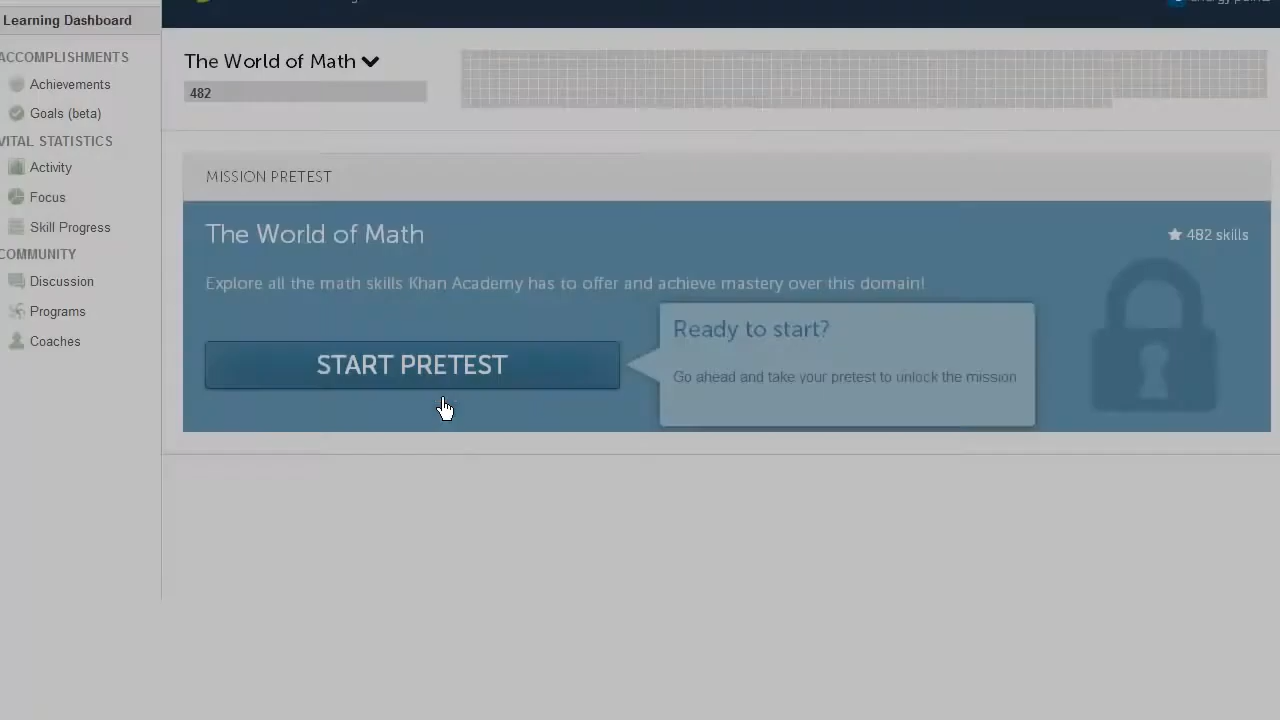 Learning Dashboard
ACCOMPLISHMENTS
Achievements
Goals (beta)
VITAL STATISTICS
Activity
Focus
Skill Progress
COMMUNITY
Discussion
Programs
Coaches
The World of Math
482
MISSION PRETEST
The World of Math
482 skills
Explore all the math skills Khan Academy has to offer and achieve mastery over this domain!
START PRETEST
Ready to start?
Go ahead and take your pretest to unlock the mission